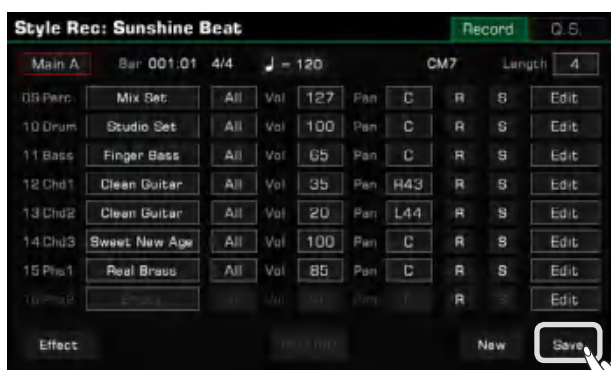 Style Rec: Sunshine Beat Record Q.S.
Main A Bar 001:01 4/4 ♩ = 120 CM7 Length 4
09 Perc Mix Set All Vol 127 Pan C R S Edit
10 Drum Studio Set All Vol 100 Pan C R S Edit
11 Bass Finger Bass All Vol 65 Pan C R S Edit
12 Chd1 Clean Guitar All Vol 35 Pan R43 R S Edit
13 Chd2 Clean Guitar All Vol 20 Pan L44 R S Edit
14 Chd3 Sweet New Age All Vol 100 Pan C R S Edit
15 Phs1 Real Brass All Vol 85 Pan C R S Edit
16 Phs2 Empty R Edit
Effect New Save